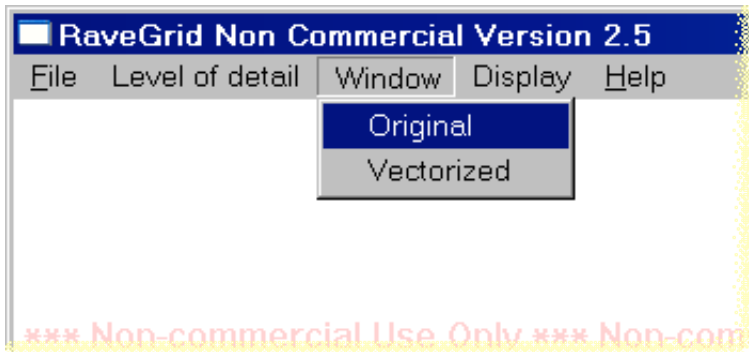 RaveGrid Non Commercial Version 2.5
File Level of detail Window Display Help
Original
Vectorized
*** Non-commercial Use Only *** Non-com